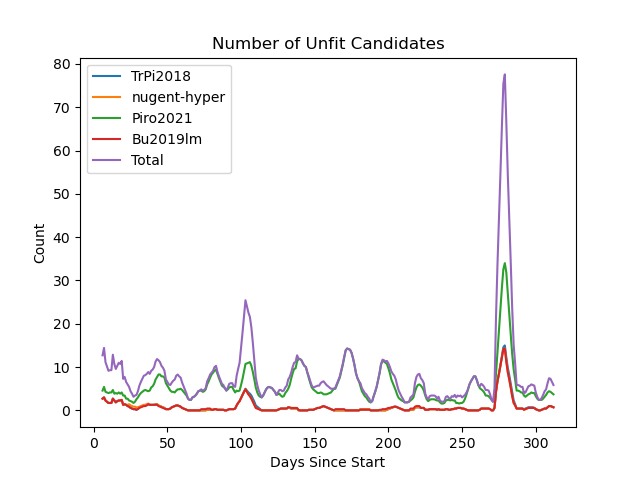 Number of Unfit Candidates
TrPi2018
nugent-hyper
Piro2021
Bu2019lm
Total
80
70
60
50
40
30
20
10
0
Count
0 50 100 150 200 250 300
Days Since Start